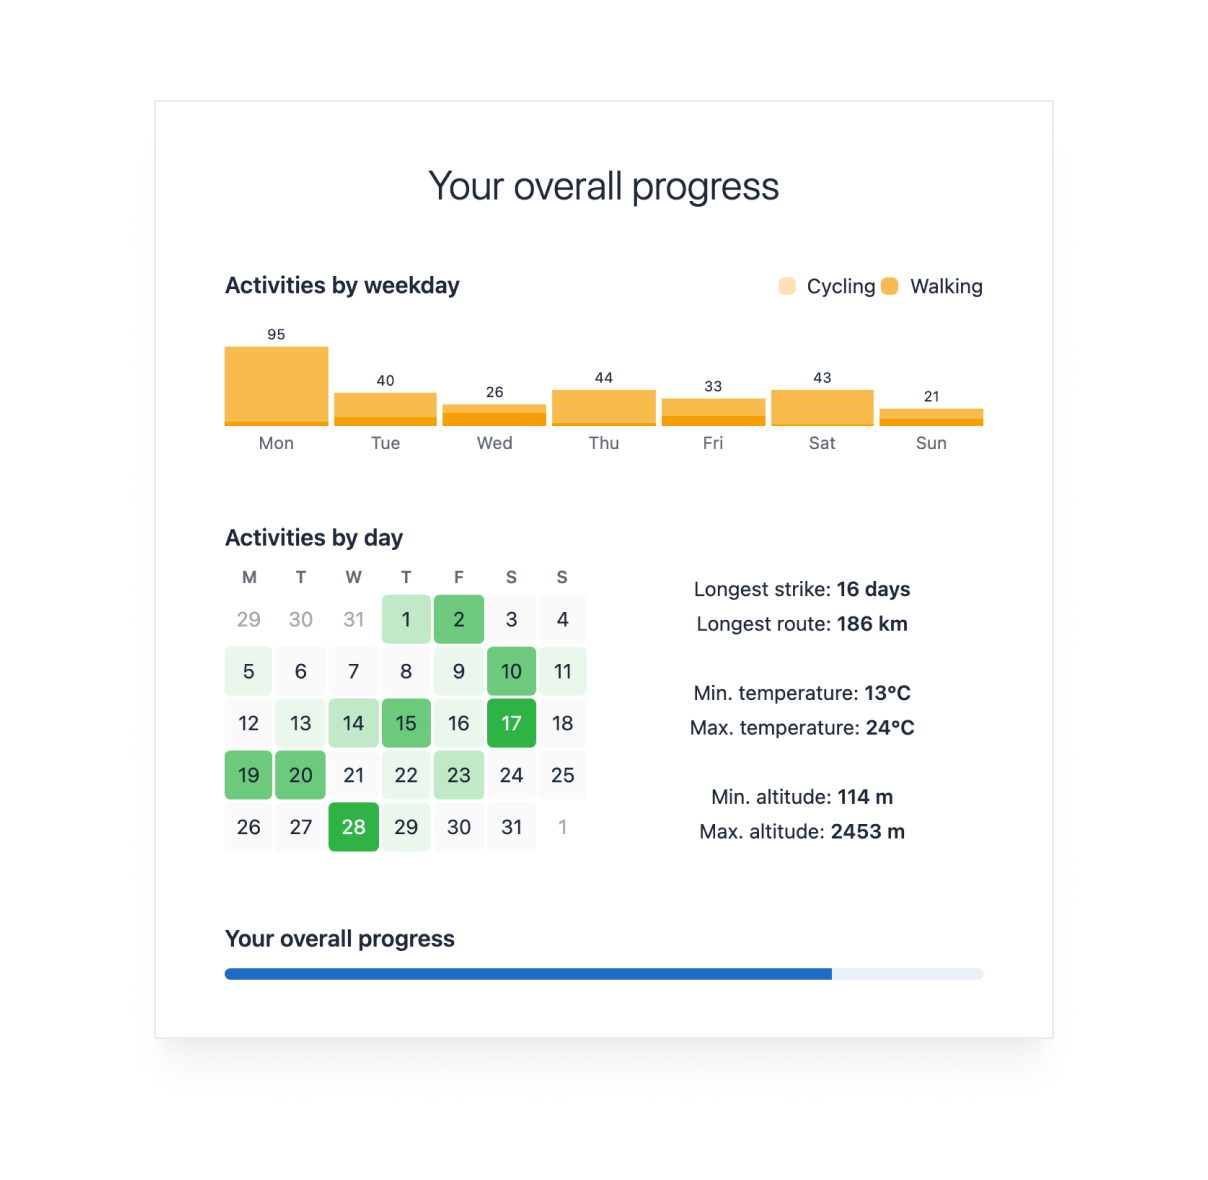 Your overall progress
Activities by weekday
Cycling Walking
95
40
26
44
33
43
21
Mon Tue Wed Thu Fri Sat Sun
Activities by day
M T W T F S S
29 30 31 1 2 3 4
5 6 7 8 9 10 11
12 13 14 15 16 17 18
19 20 21 22 23 24 25
26 27 28 29 30 31 1
Longest strike: 16 days
Longest route: 186 km
Min. temperature: 13°C
Max. temperature: 24°C
Min. altitude: 114 m
Max. altitude: 2453 m
Your overall progress